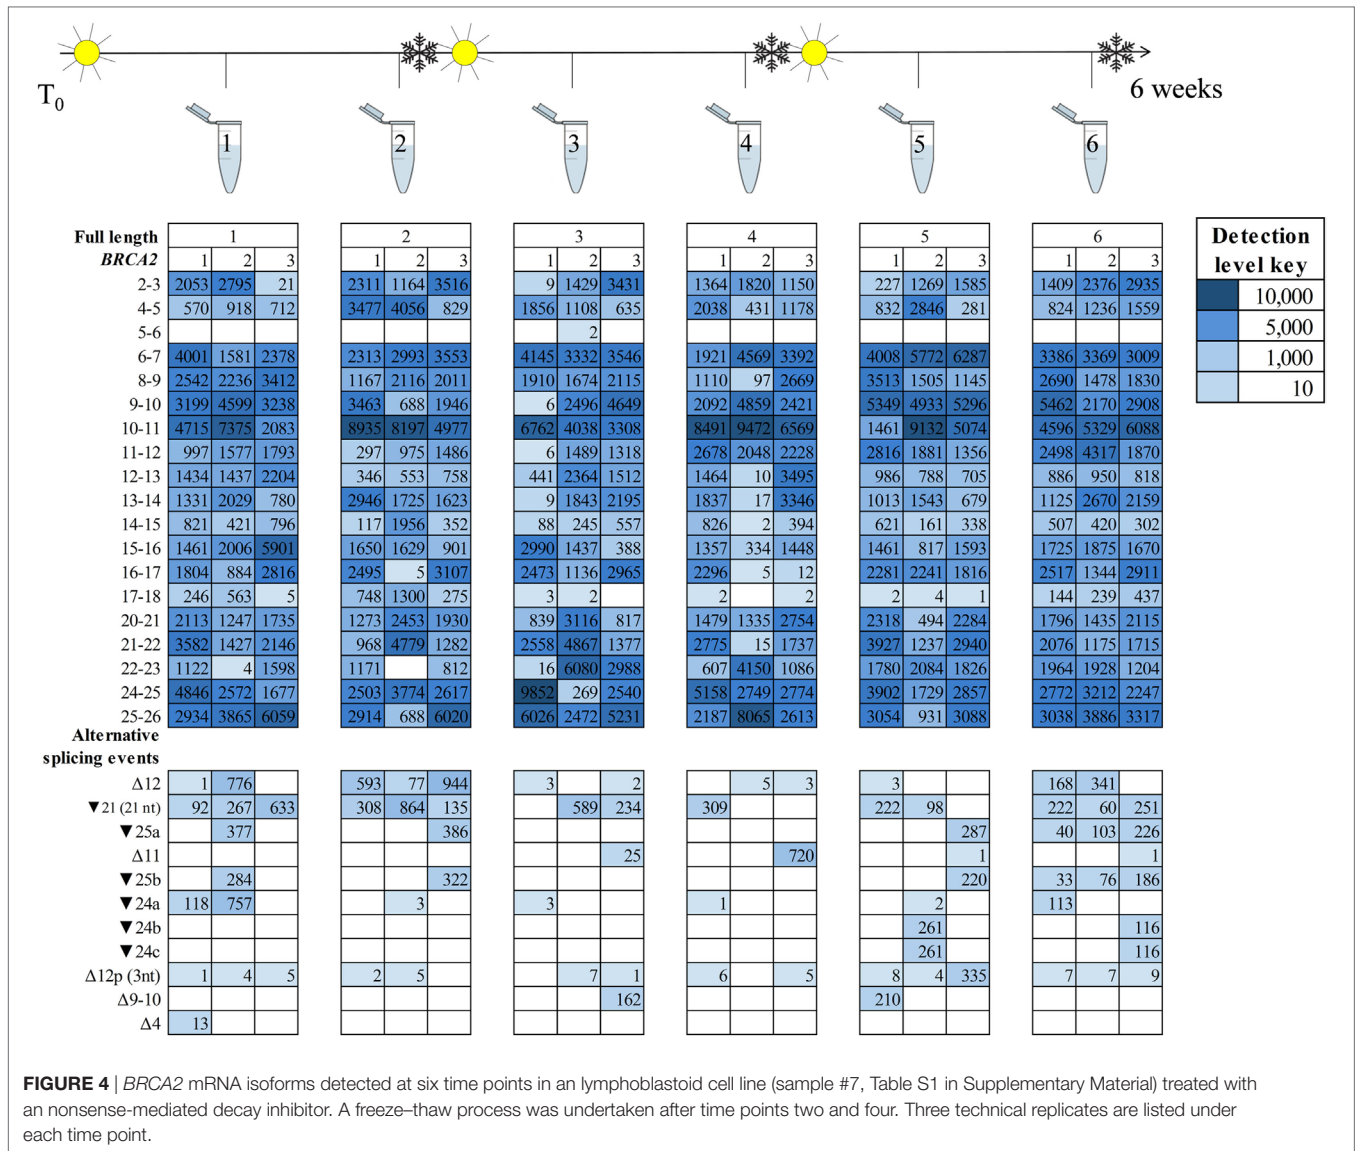 T0
6 weeks
1 2 3 4 5 6
Full length 1 2 3 4 5 6
BRCA2 1 2 3 1 2 3 1 2 3 1 2 3 1 2 3 1 2 3
2-3 2053 2795 21 2311 1164 3516 9 1429 3431 1364 1820 1150 227 1269 1585 1409 2376 2935
4-5 570 918 712 3477 4056 829 1856 1108 635 2038 431 1178 832 2846 281 824 1236 1559
5-6 2
6-7 4001 1581 2378 2313 2993 3553 4145 3332 3546 1921 4569 3392 4008 5772 6287 3386 3369 3009
8-9 2542 2236 3412 1167 2116 2011 1910 1674 2115 1110 97 2669 3513 1505 1145 2690 1478 1830
9-10 3199 4599 3238 3463 688 1946 6 2496 4649 2092 4859 2421 5349 4933 5296 5462 2170 2908
10-11 4715 7375 2083 8935 8197 4977 6762 4038 3308 8491 9472 6569 1461 9132 5074 4596 5329 6088
11-12 997 1577 1793 297 975 1486 6 1489 1318 2678 2048 2228 2816 1881 1356 2498 4317 1870
12-13 1434 1437 2204 346 553 758 441 2364 1512 1464 10 3495 986 788 705 886 950 818
13-14 1331 2029 780 2946 1725 1623 9 1843 2195 1837 17 3346 1013 1543 679 1125 2670 2159
14-15 821 421 796 117 1956 352 88 245 557 826 2 394 621 161 338 507 420 302
15-16 1461 2006 5901 1650 1629 901 2990 1437 388 1357 334 1448 1461 817 1593 1725 1875 1670
16-17 1804 884 2816 2495 5 3107 2473 1136 2965 2296 5 12 2281 2241 1816 2517 1344 2911
17-18 246 563 5 748 1300 275 3 2 2 2 2 4 1 144 239 437
20-21 2113 1247 1735 1273 2453 1930 839 3116 817 1479 1335 2754 2318 494 2284 1796 1435 2115
21-22 3582 1427 2146 968 4779 1282 2558 4867 1377 2775 15 1737 3927 1237 2940 2076 1175 1715
22-23 1122 4 1598 1171 812 16 6080 2988 607 4150 1086 1780 2084 1826 1964 1928 1204
24-25 4846 2572 1677 2503 3774 2617 9852 269 2540 5158 2749 2774 3902 1729 2857 2772 3212 2247
25-26 2934 3865 6059 2914 688 6020 6026 2472 5231 2187 8065 2613 3054 931 3088 3038 3886 3317
Alternative
splicing events
Δ12 1 776 593 77 944 3 2 5 3 3 168 341
▼21 (21 nt) 92 267 633 308 864 135 589 234 309 222 98 222 60 251
▼25a 377 386 287 40 103 226
Δ11 25 720 1 1
▼25b 284 322 220 33 76 186
▼24a 118 757 3 3 1 2 113
▼24b 261 116
▼24c 261 116
Δ12p (3nt) 1 4 5 2 5 7 1 6 5 8 4 335 7 7 9
Δ9-10 162 210
Δ4 13
Detection
level key
10,000
5,000
1,000
10
FIGURE 4 | BRCA2 mRNA isoforms detected at six time points in an lymphoblastoid cell line (sample #7, Table S1 in Supplementary Material) treated with
an nonsense-mediated decay inhibitor. A freeze–thaw process was undertaken after time points two and four. Three technical replicates are listed under
each time point.